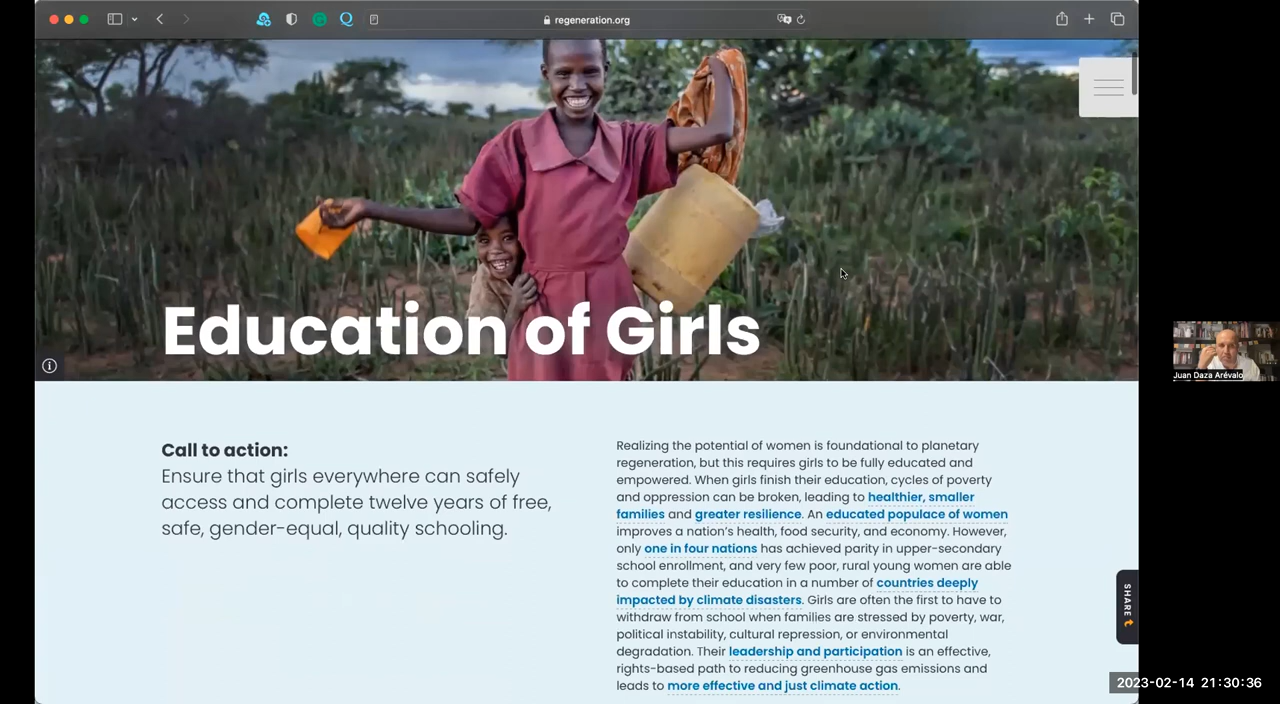 regeneration.org
Education of Girls
Call to action:
Ensure that girls everywhere can safely
access and complete twelve years of free,
safe, gender-equal, quality schooling.
Realizing the potential of women is foundational to planetary
regeneration, but this requires girls to be fully educated and
empowered. When girls finish their education, cycles of poverty
and oppression can be broken, leading to healthier, smaller
families and greater resilience. An educated populace of women
improves a nation's health, food security, and economy. However,
only one in four nations has achieved parity in upper-secondary
school enrollment, and very few poor, rural young women are able
to complete their education in a number of countries deeply
impacted by climate disasters. Girls are often the first to have to
withdraw from school when families are stressed by poverty, war,
political instability, cultural repression, or environmental
degradation. Their leadership and participation is an effective,
rights-based path to reducing greenhouse gas emissions and
leads to more effective and just climate action.
SHARE
Juan Daza Arévalo
2023-02-14 21:30:36